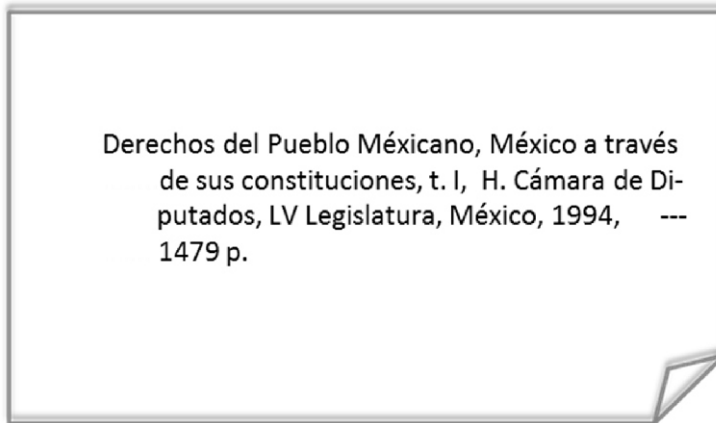 Derechos del Pueblo Méxicano, México a través
de sus constituciones, t. I, H. Cámara de Di-
putados, LV Legislatura, México, 1994, ---
1479 p.